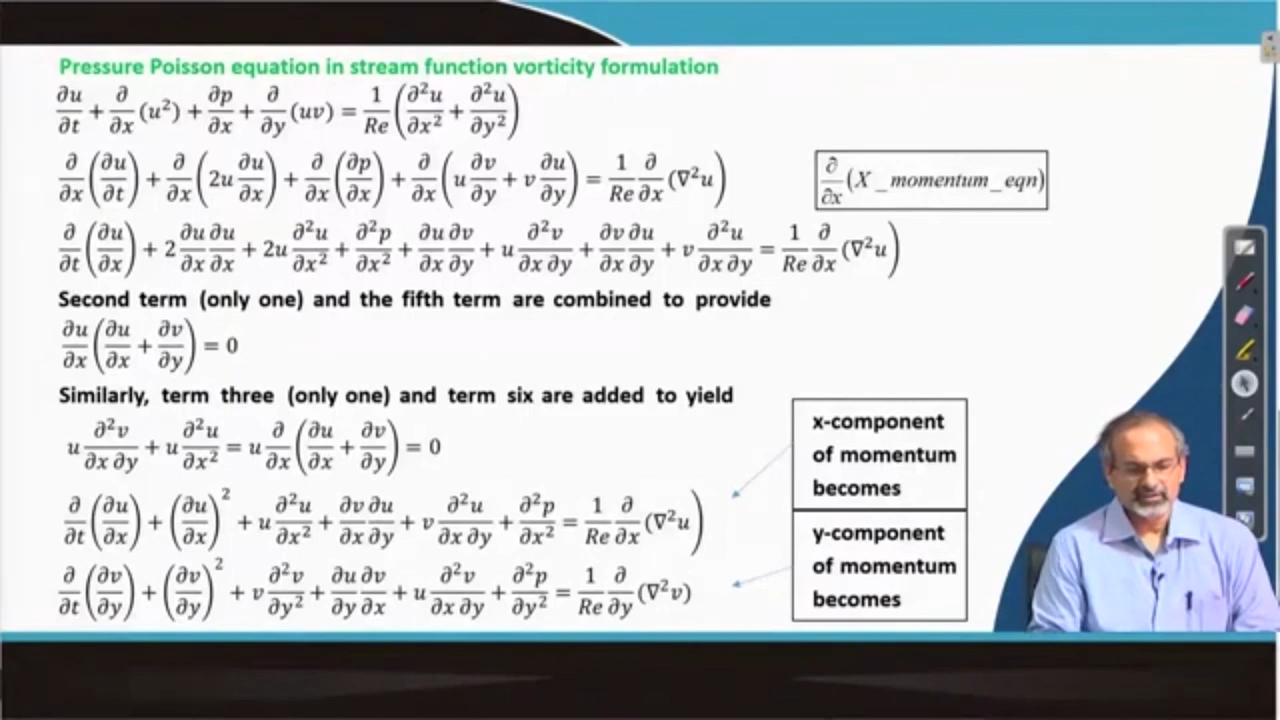 Pressure Poisson equation in stream function vorticity formulation
∂u/∂t + ∂/∂x (u²) + ∂p/∂x + ∂/∂y (uv) = 1/Re (∂²u/∂x² + ∂²u/∂y²)
∂/∂x (∂u/∂t) + ∂/∂x (2u ∂u/∂x) + ∂/∂x (∂p/∂x) + ∂/∂x (u ∂v/∂y + v ∂u/∂y) = 1/Re ∂/∂x (∇²u)
∂/∂x (X_momentum_eqn)
∂/∂t (∂u/∂x) + 2 ∂u/∂x ∂u/∂x + 2u ∂²u/∂x² + ∂²p/∂x² + ∂u/∂x ∂v/∂y + u ∂²v/∂x ∂y + ∂v/∂x ∂u/∂y + v ∂²u/∂x ∂y = 1/Re ∂/∂x (∇²u)
Second term (only one) and the fifth term are combined to provide
∂u/∂x (∂u/∂x + ∂v/∂y) = 0
Similarly, term three (only one) and term six are added to yield
u ∂²v/∂x ∂y + u ∂²u/∂x² = u ∂/∂x (∂u/∂x + ∂v/∂y) = 0
∂/∂t (∂u/∂x) + (∂u/∂x)² + u ∂²u/∂x² + ∂v/∂x ∂u/∂y + v ∂²u/∂x ∂y + ∂²p/∂x² = 1/Re ∂/∂x (∇²u)
∂/∂t (∂v/∂y) + (∂v/∂y)² + v ∂²v/∂y² + ∂u/∂y ∂v/∂x + u ∂²v/∂x ∂y + ∂²p/∂y² = 1/Re ∂/∂y (∇²v)
x-component
of momentum
becomes
y-component
of momentum
becomes